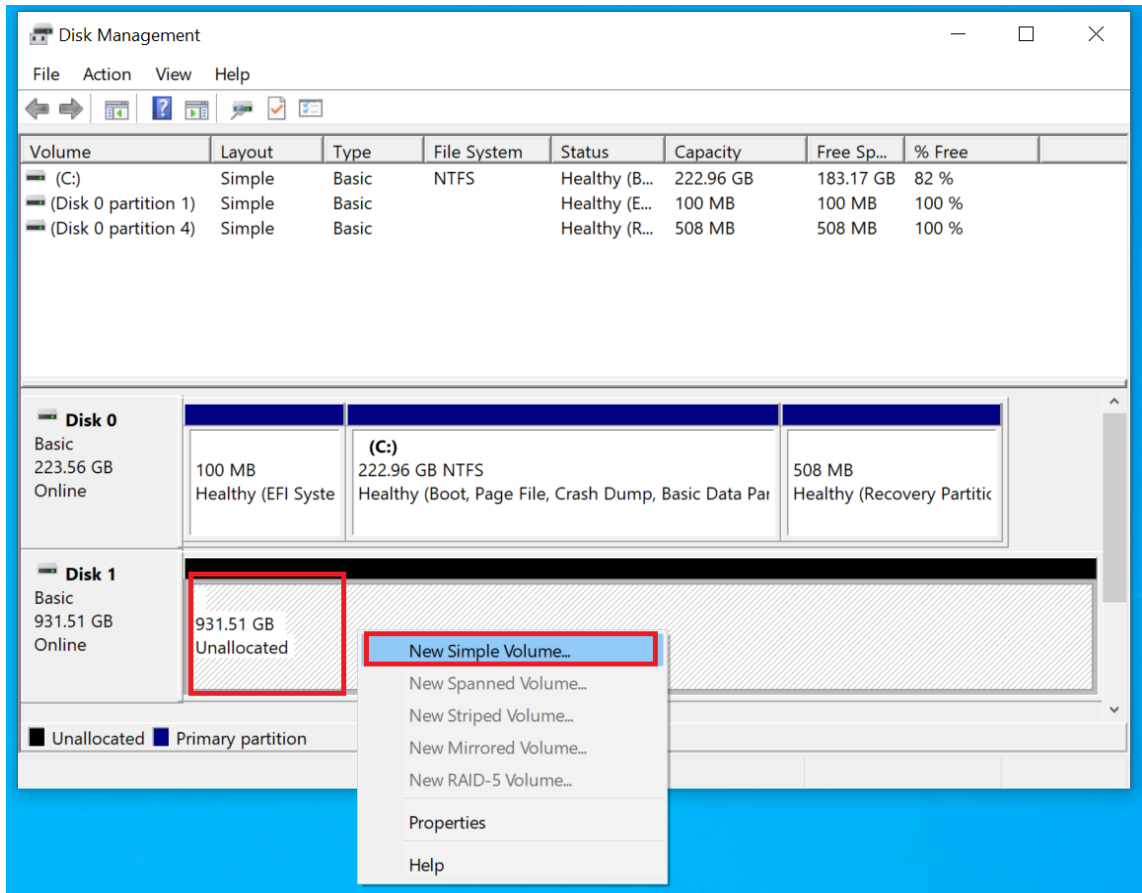 Disk Management
File Action View Help
Volume Layout Type File System Status Capacity Free Sp... % Free
(C:) Simple Basic NTFS Healthy (B... 222.96 GB 183.17 GB 82 %
(Disk 0 partition 1) Simple Basic Healthy (E... 100 MB 100 MB 100 %
(Disk 0 partition 4) Simple Basic Healthy (R... 508 MB 508 MB 100 %
Disk 0
Basic
223.56 GB
Online
100 MB
Healthy (EFI Syste
(C:)
222.96 GB NTFS
Healthy (Boot, Page File, Crash Dump, Basic Data Par
508 MB
Healthy (Recovery Partitic
Disk 1
Basic
931.51 GB
Online
931.51 GB
Unallocated
New Simple Volume...
New Spanned Volume...
New Striped Volume...
New Mirrored Volume...
New RAID-5 Volume...
Properties
Help
Unallocated Primary partition